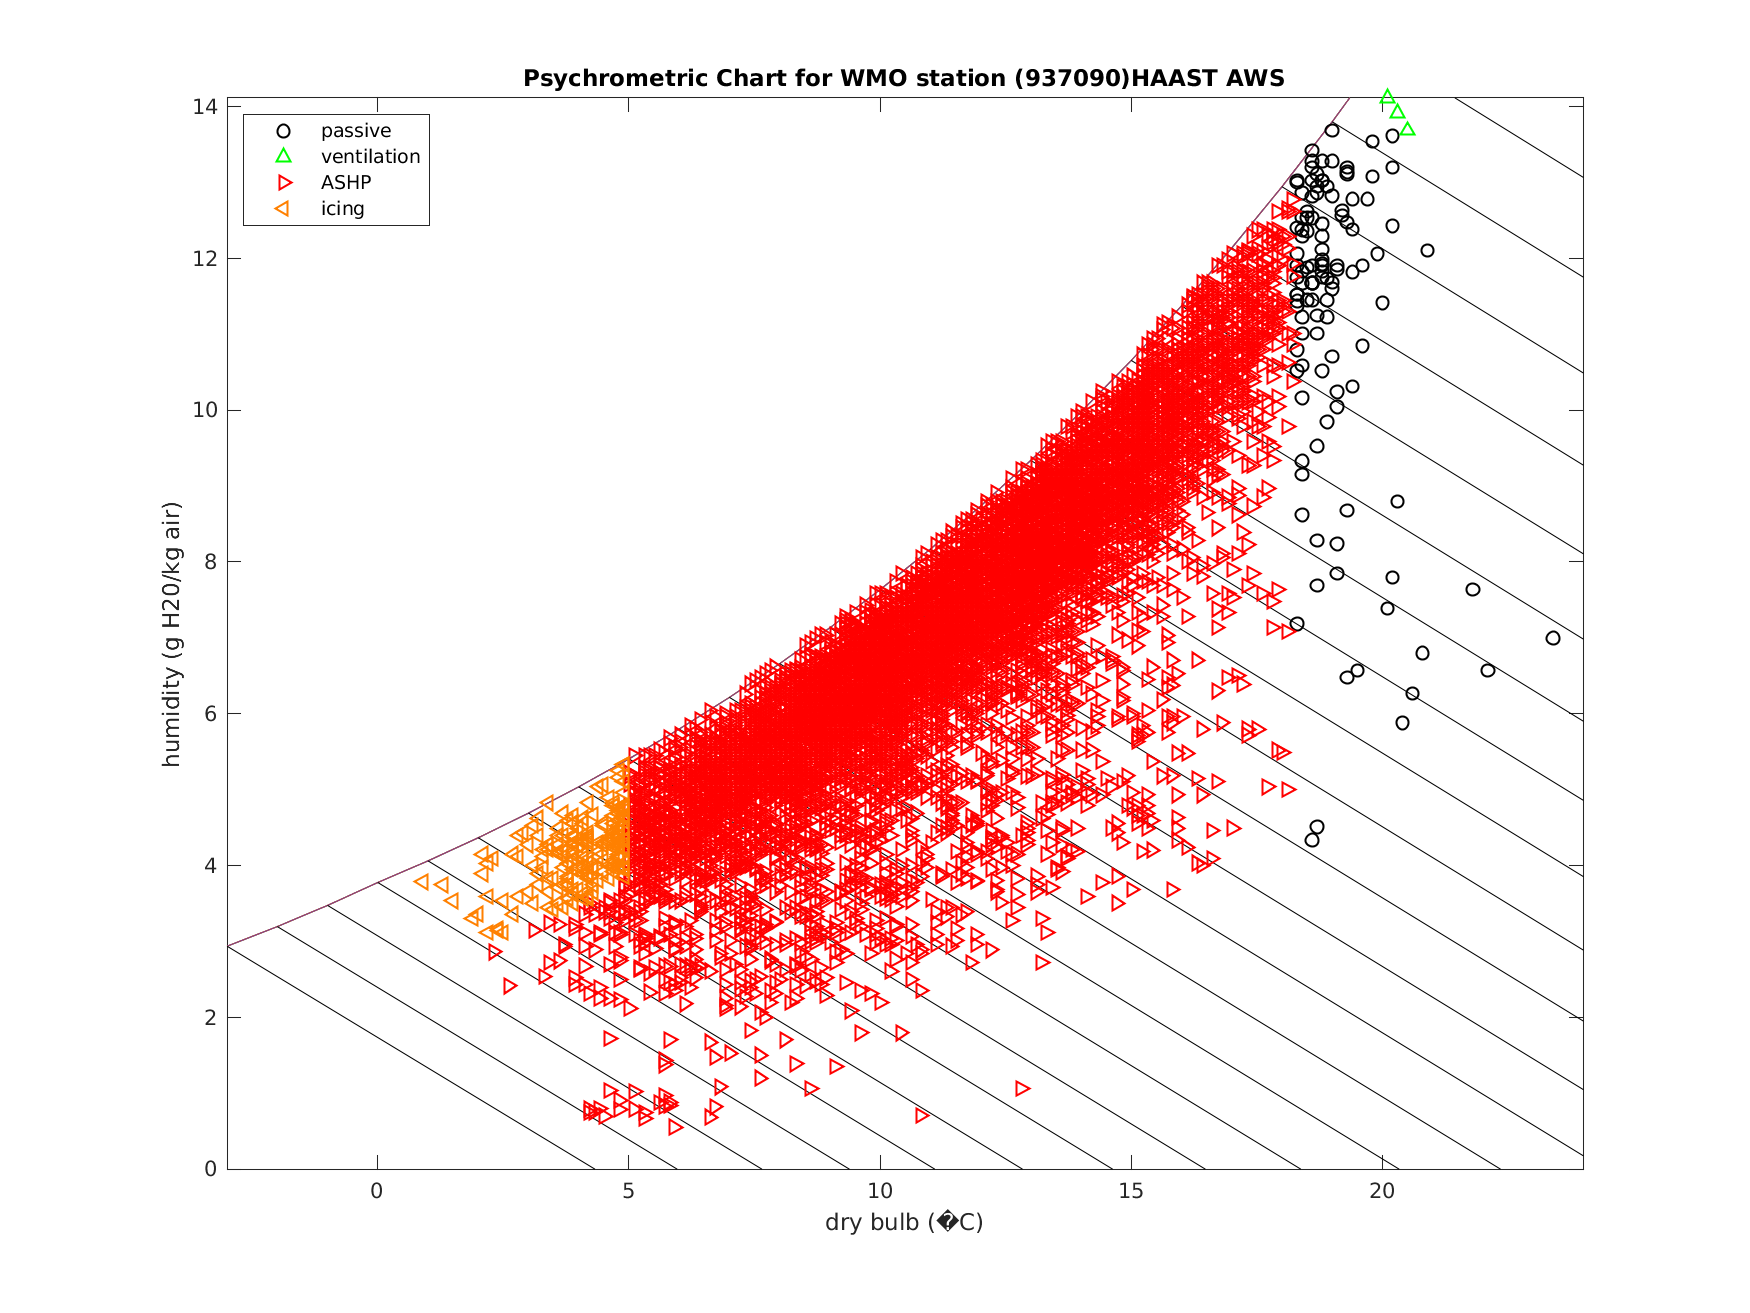 Psychrometric Chart for WMO station (937090)HAAST AWS
passive
ventilation
ASHP
icing
humidity (g H20/kg air)
14
12
10
8
6
4
2
0
0 5 10 15 20
dry bulb (�C)